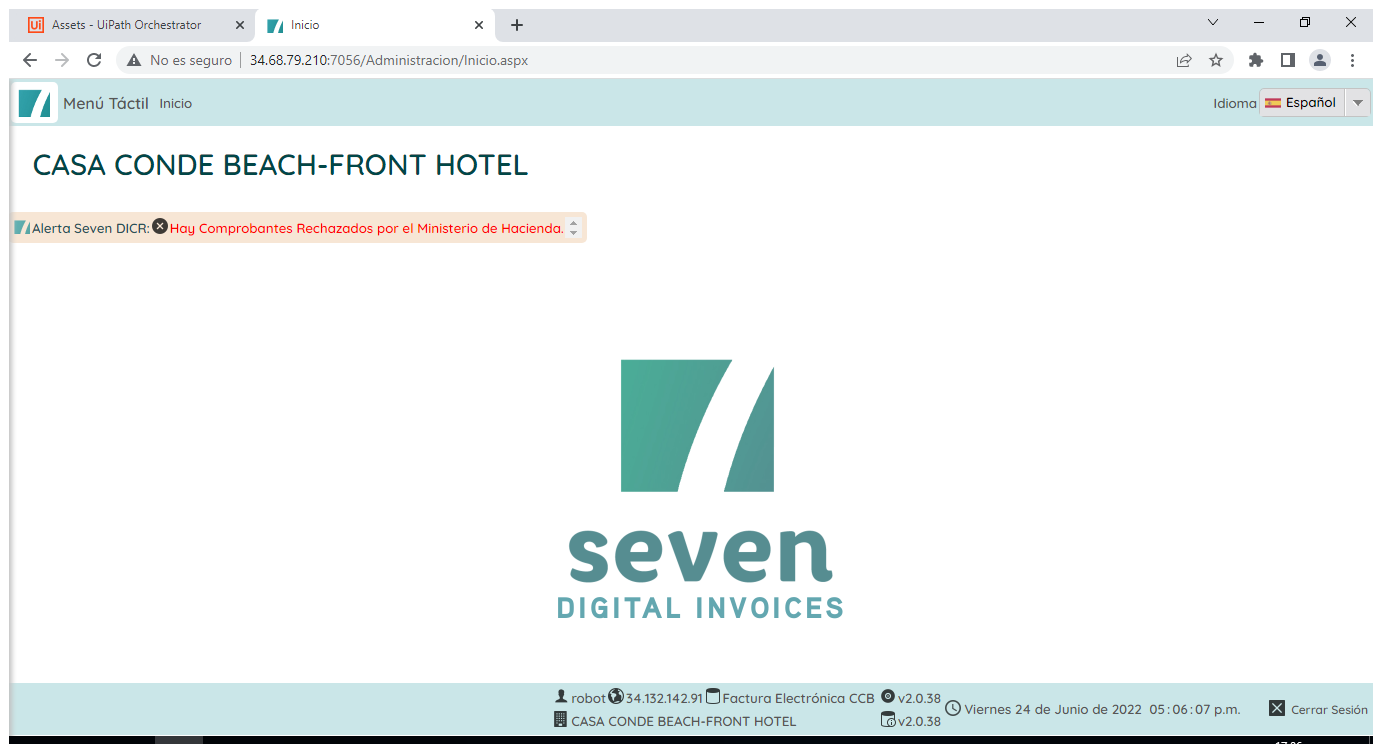 Ui Assets - UiPath Orchestrator
Inicio
No es seguro 34.68.79.210:7056/Administracion/Inicio.aspx
Menú Táctil Inicio Idioma Español
CASA CONDE BEACH-FRONT HOTEL
Alerta Seven DICR: Hay Comprobantes Rechazados por el Ministerio de Hacienda.
seven
DIGITAL INVOICES
robot 34.132.142.91 Factura Electrónica CCB v2.0.38
CASA CONDE BEACH-FRONT HOTEL v2.0.38
Viernes 24 de Junio de 2022 05:06:07 p.m. Cerrar Sesión